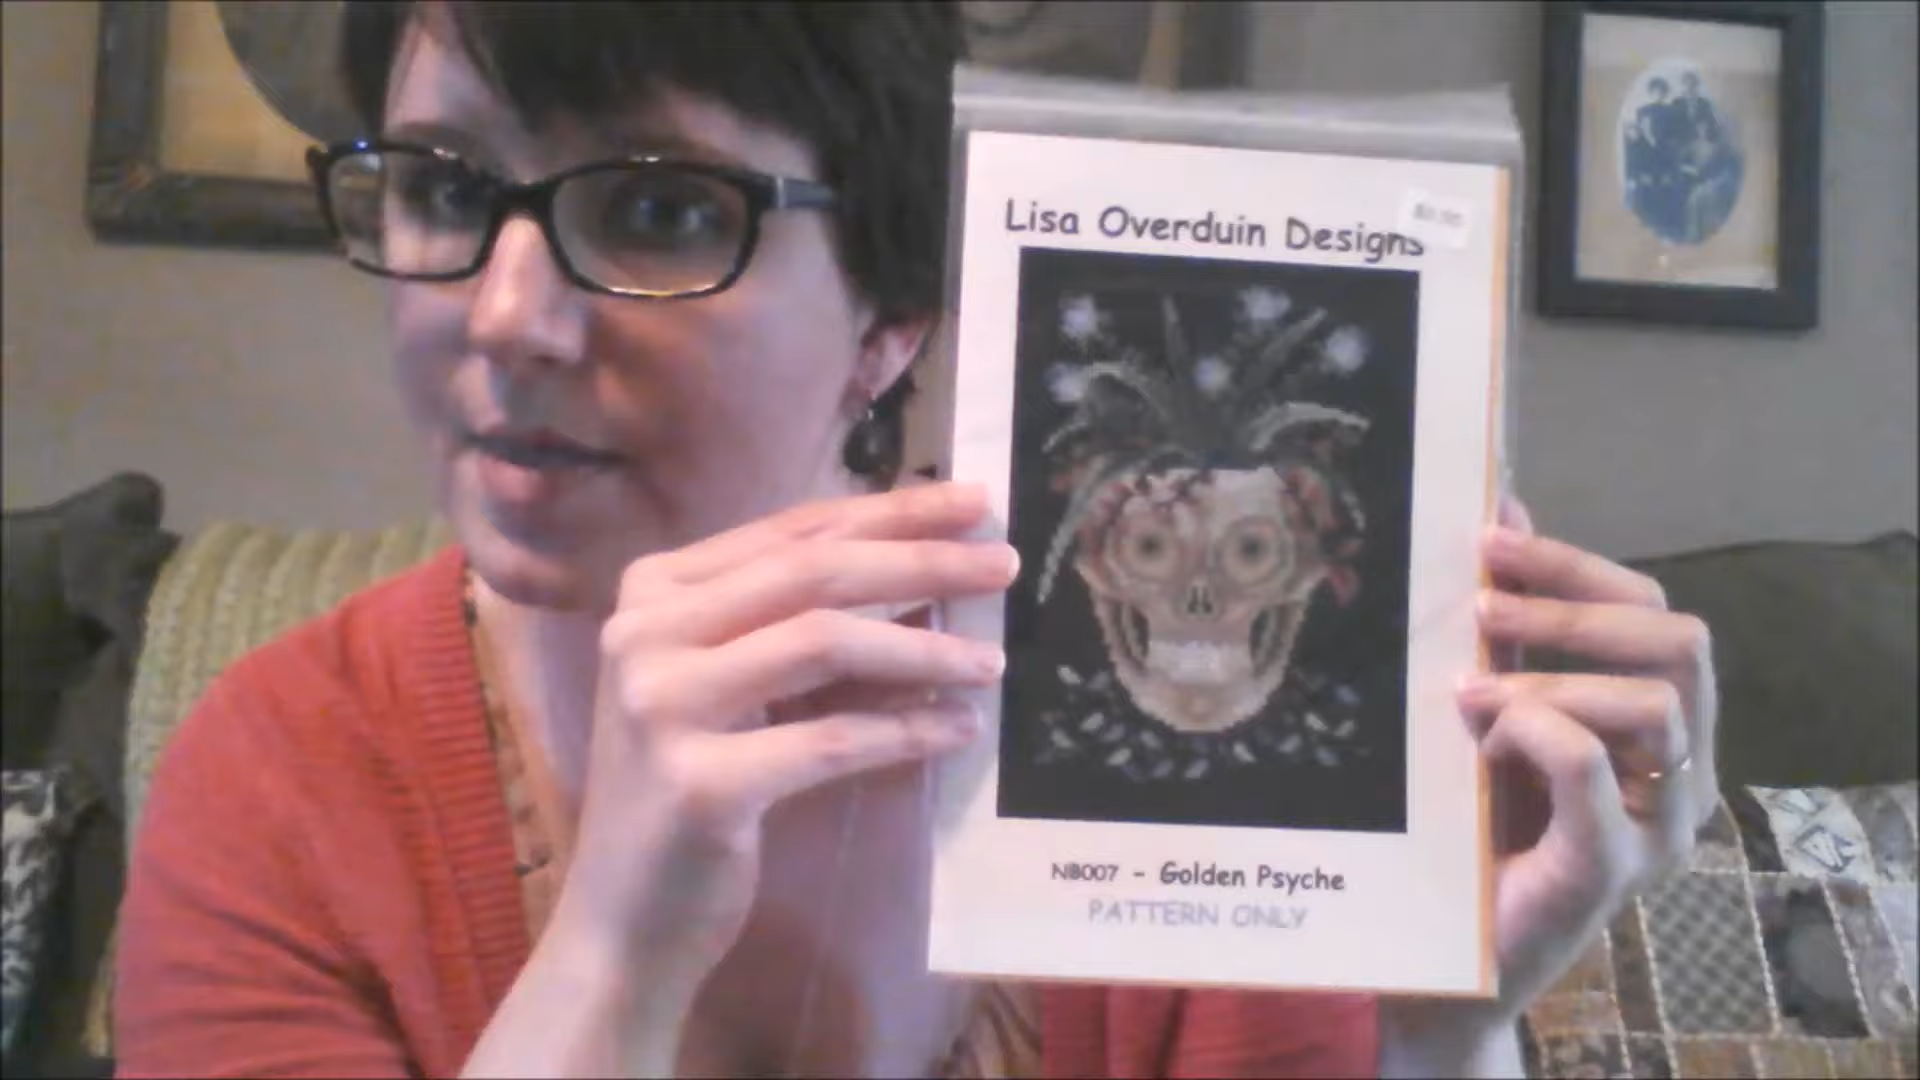 Lisa Overduin Designs
NB007 - Golden Psyche
PATTERN ONLY